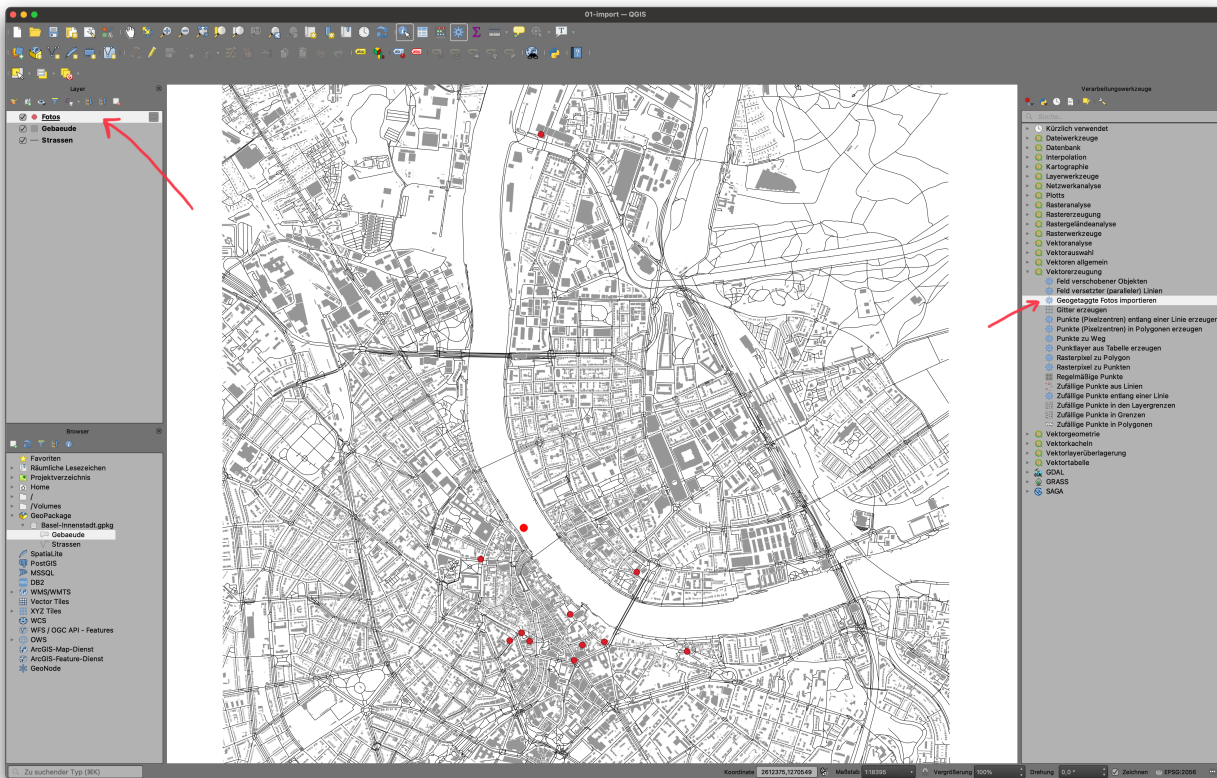 01-import — QGIS
Layer
Fotos
Gebaeude
Strassen
Browser
Favoriten
Räumliche Lesezeichen
Projektverzeichnis
Home
/
/Volumes
GeoPackage
Basel-Innenstadt.gpkg
Gebaeude
Strassen
SpatiaLite
PostGIS
MSSQL
DB2
WMS/WMTS
Vector Tiles
XYZ Tiles
WCS
WFS / OGC API - Features
OWS
ArcGIS-Map-Dienst
ArcGIS-Feature-Dienst
GeoNode
Verarbeitungswerkzeuge
Suche...
Kürzlich verwendet
Dateiwerkzeuge
Datenbank
Interpolation
Kartographie
Layerwerkzeuge
Netzwerkanalyse
Plotts
Rasteranalyse
Rastererzeugung
Rastergeländeanalyse
Rasterwerkzeuge
Vektoranalyse
Vektorauswahl
Vektoren allgemein
Vektorerzeugung
Feld verschobener Objekten
Feld versetzter (paralleler) Linien
Geogetaggte Fotos importieren
Gitter erzeugen
Punkte (Pixelzentren) entlang einer Linie erzeugen
Punkte (Pixelzentren) in Polygonen erzeugen
Punkte zu Weg
Punktlayer aus Tabelle erzeugen
Rasterpixel zu Polygon
Rasterpixel zu Punkten
Regelmäßige Punkte
Zufällige Punkte aus Linien
Zufällige Punkte entlang einer Linie
Zufällige Punkte in den Layergrenzen
Zufällige Punkte in Grenzen
Zufällige Punkte in Polygonen
Vektorgeometrie
Vektorkacheln
Vektorlayerüberlagerung
Vektortabelle
GDAL
GRASS
SAGA
Zu suchender Typ (⌘K)
Koordinate 2612375,1270549 Maßstab 1:18395 Vergrößerung 100% Drehung 0,0 ° Zeichnen EPSG:2056